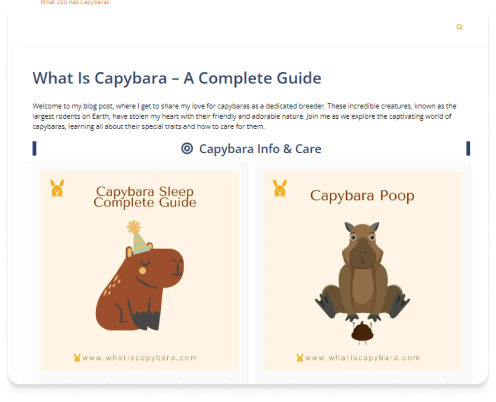 What Zoo has Capybaras
What Is Capybara – A Complete Guide
Welcome to my blog post, where I get to share my love for capybaras as a dedicated breeder. These incredible creatures, known as the
largest rodents on Earth, have stolen my heart with their friendly and adorable nature. Join me as we explore the captivating world of
capybaras, learning all about their special traits and how to care for them.
Capybara Info & Care
Capybara Sleep
Complete Guide
www.whatiscapybara.com
Capybara Poop
www.whatiscapybara.com